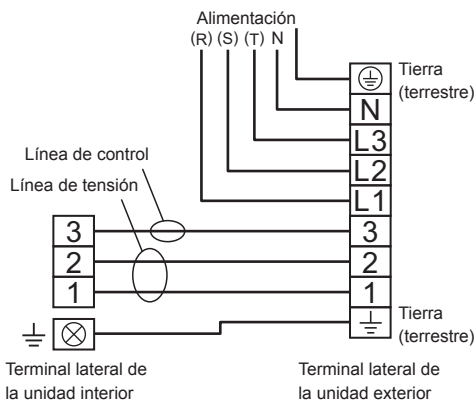 Alimentación
(R) (S) (T) N
Tierra
(terrestre)
N
L3
L2
L1
Línea de control
Línea de tensión
3
2
1
3
2
1
Tierra
(terrestre)
Terminal lateral de
la unidad interior
Terminal lateral de
la unidad exterior